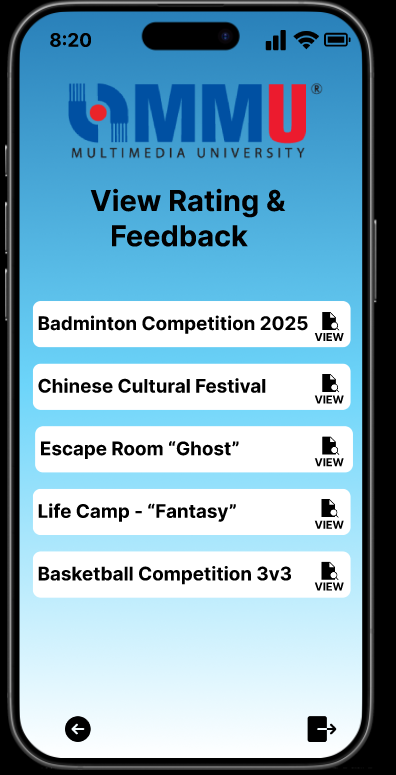 8:20
MMU®
MULTIMEDIA UNIVERSITY
View Rating &
Feedback
Badminton Competition 2025
VIEW
Chinese Cultural Festival
VIEW
Escape Room “Ghost”
VIEW
Life Camp - “Fantasy”
VIEW
Basketball Competition 3v3
VIEW